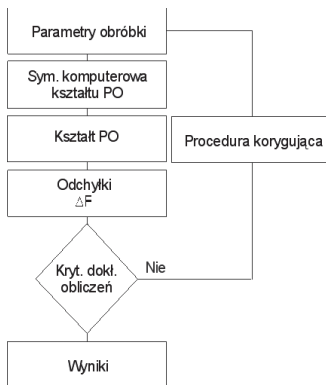 Parametry obróbki
Sym. komputerowa
kształtu PO
Kształt PO
Procedura korygująca
Odchyłki
ΔF
Kryt. dokł.
obliczeń
Nie
Wyniki